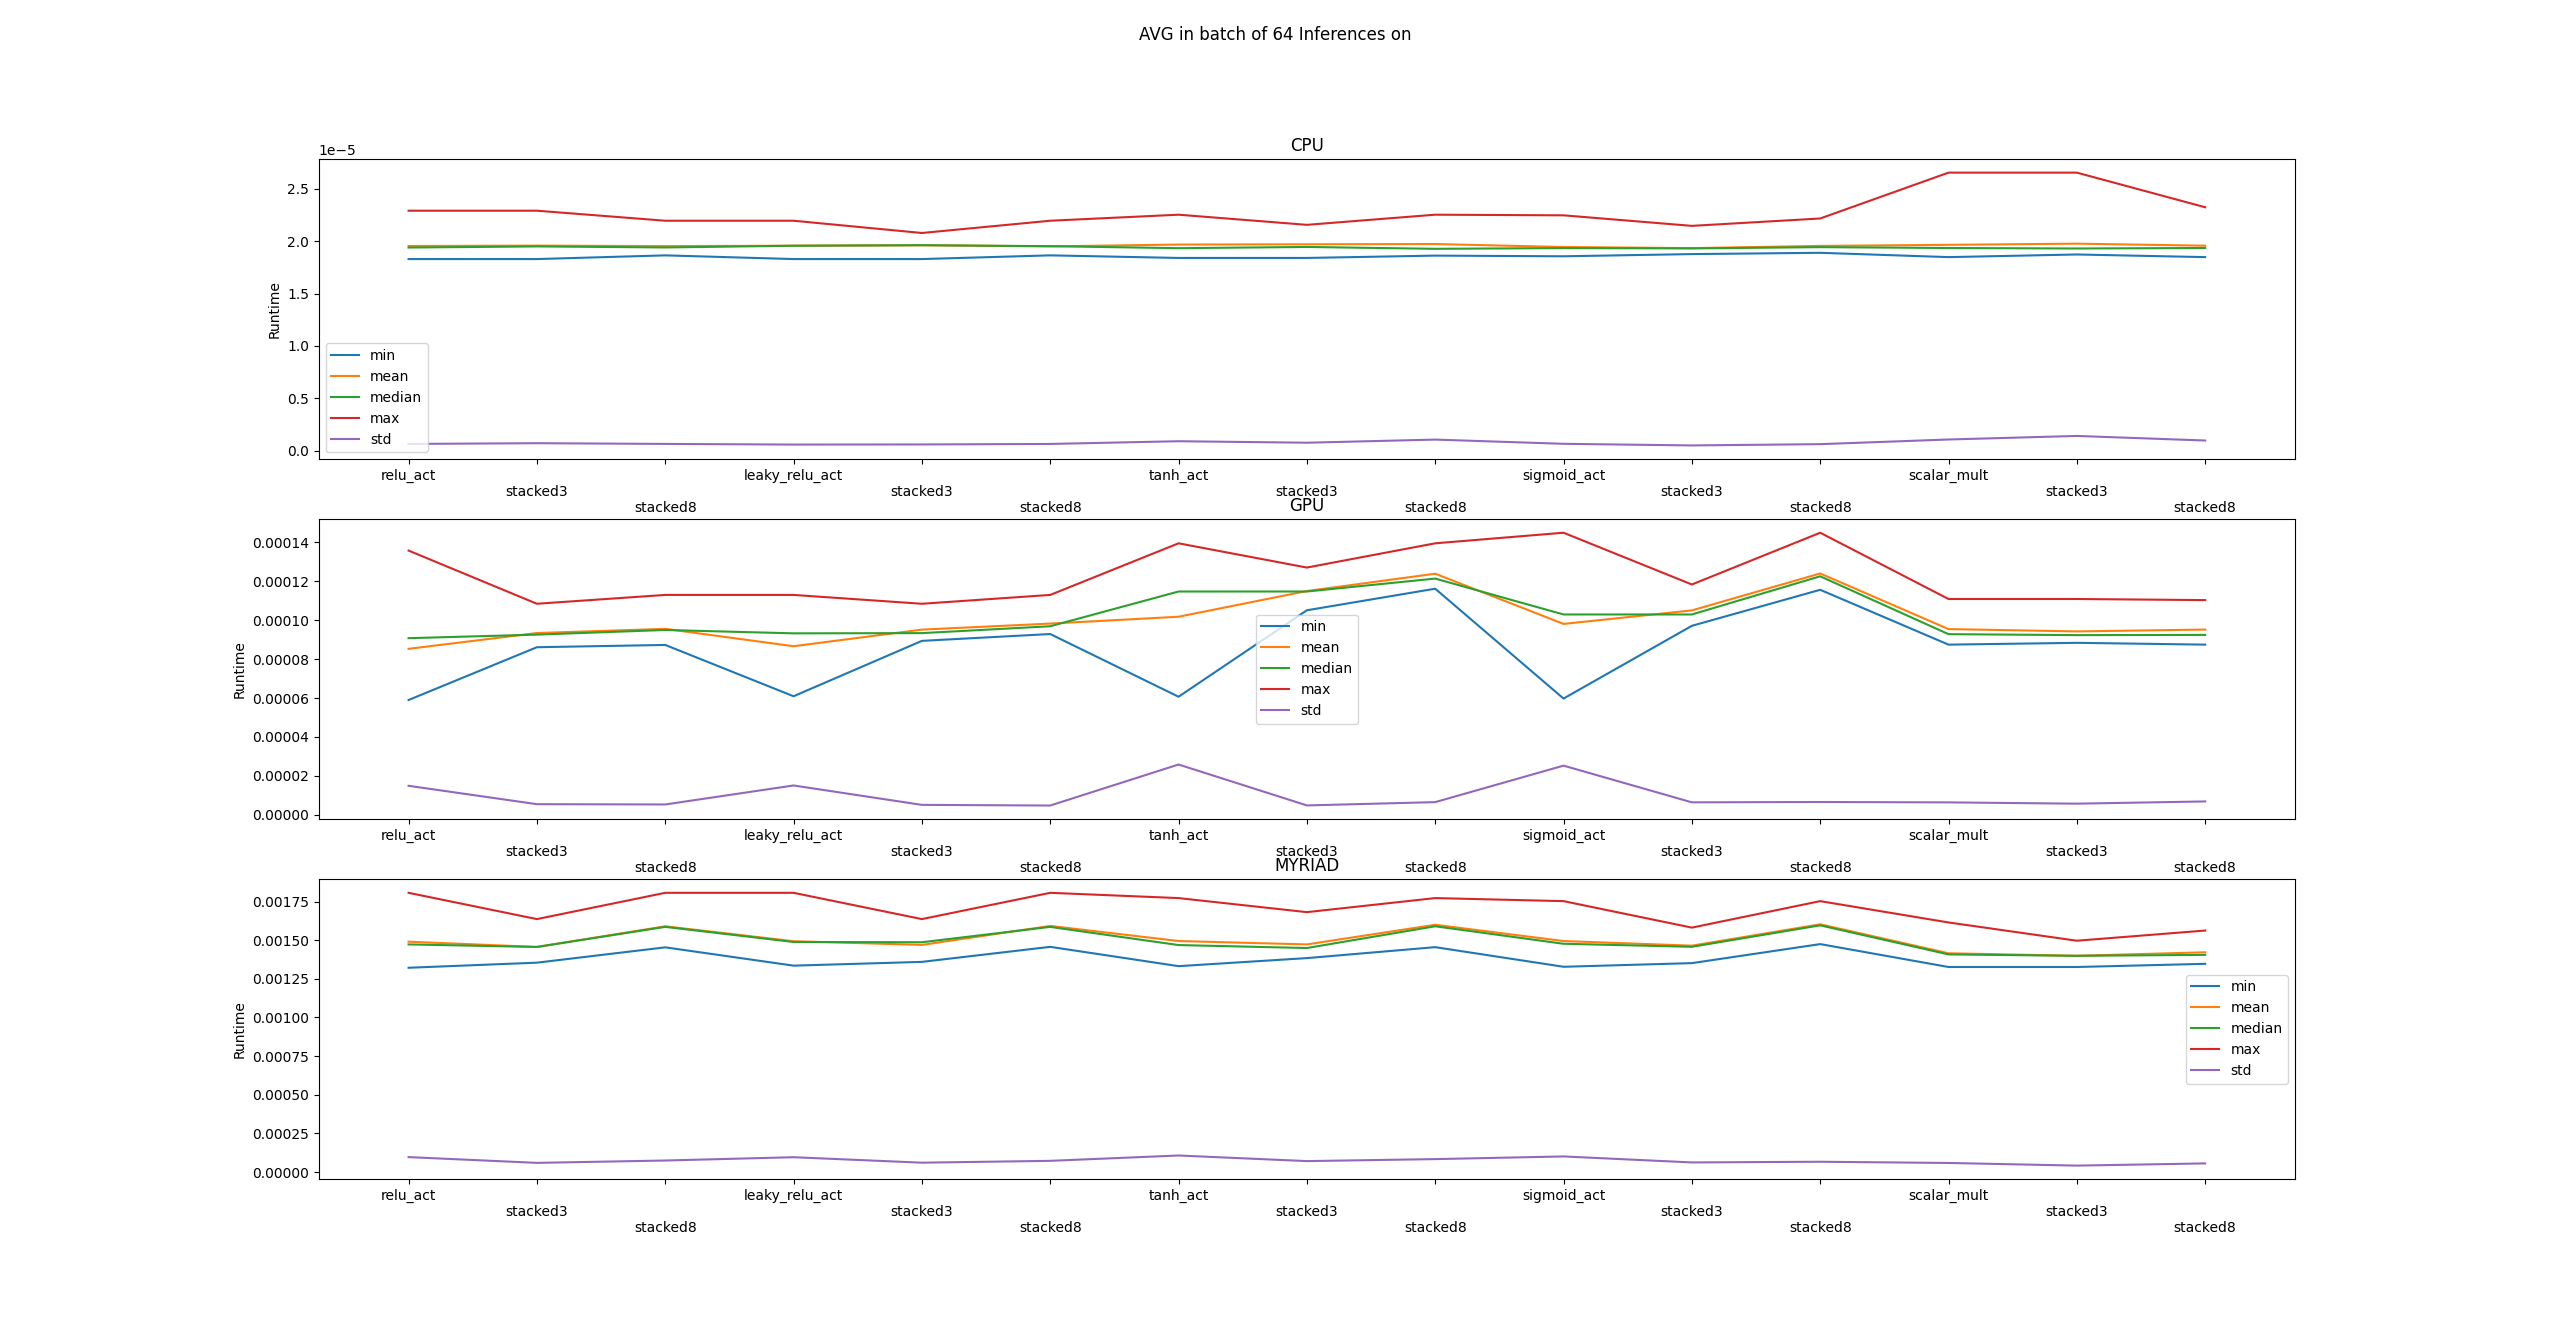 AVG in batch of 64 Inferences on
CPU
1e−5
2.5
2.0
1.5
1.0
0.5
0.0
Runtime
min
mean
median
max
std
relu_act leaky_relu_act tanh_act sigmoid_act scalar_mult
stacked3 stacked3 stacked3 stacked3 stacked3
stacked8 stacked8 stacked8 stacked8 stacked8
GPU
0.00014
0.00012
0.00010
0.00008
0.00006
0.00004
0.00002
0.00000
Runtime
min
mean
median
max
std
relu_act leaky_relu_act tanh_act sigmoid_act scalar_mult
stacked3 stacked3 stacked3 stacked3 stacked3
stacked8 stacked8 stacked8 stacked8 stacked8
MYRIAD
0.00175
0.00150
0.00125
0.00100
0.00075
0.00050
0.00025
0.00000
Runtime
min
mean
median
max
std
relu_act leaky_relu_act tanh_act sigmoid_act scalar_mult
stacked3 stacked3 stacked3 stacked3 stacked3
stacked8 stacked8 stacked8 stacked8 stacked8